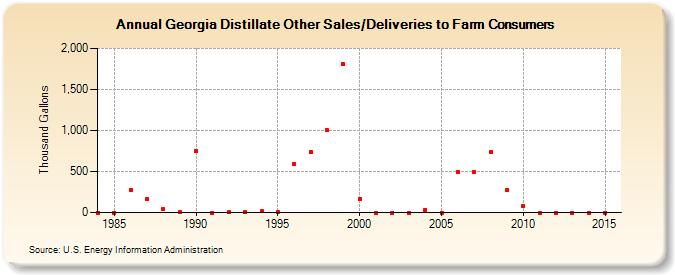 Annual Georgia Distillate Other Sales/Deliveries to Farm Consumers
Thousand Gallons
2,000
1,500
1,000
500
0
1985 1990 1995 2000 2005 2010 2015
Source: U.S. Energy Information Administration